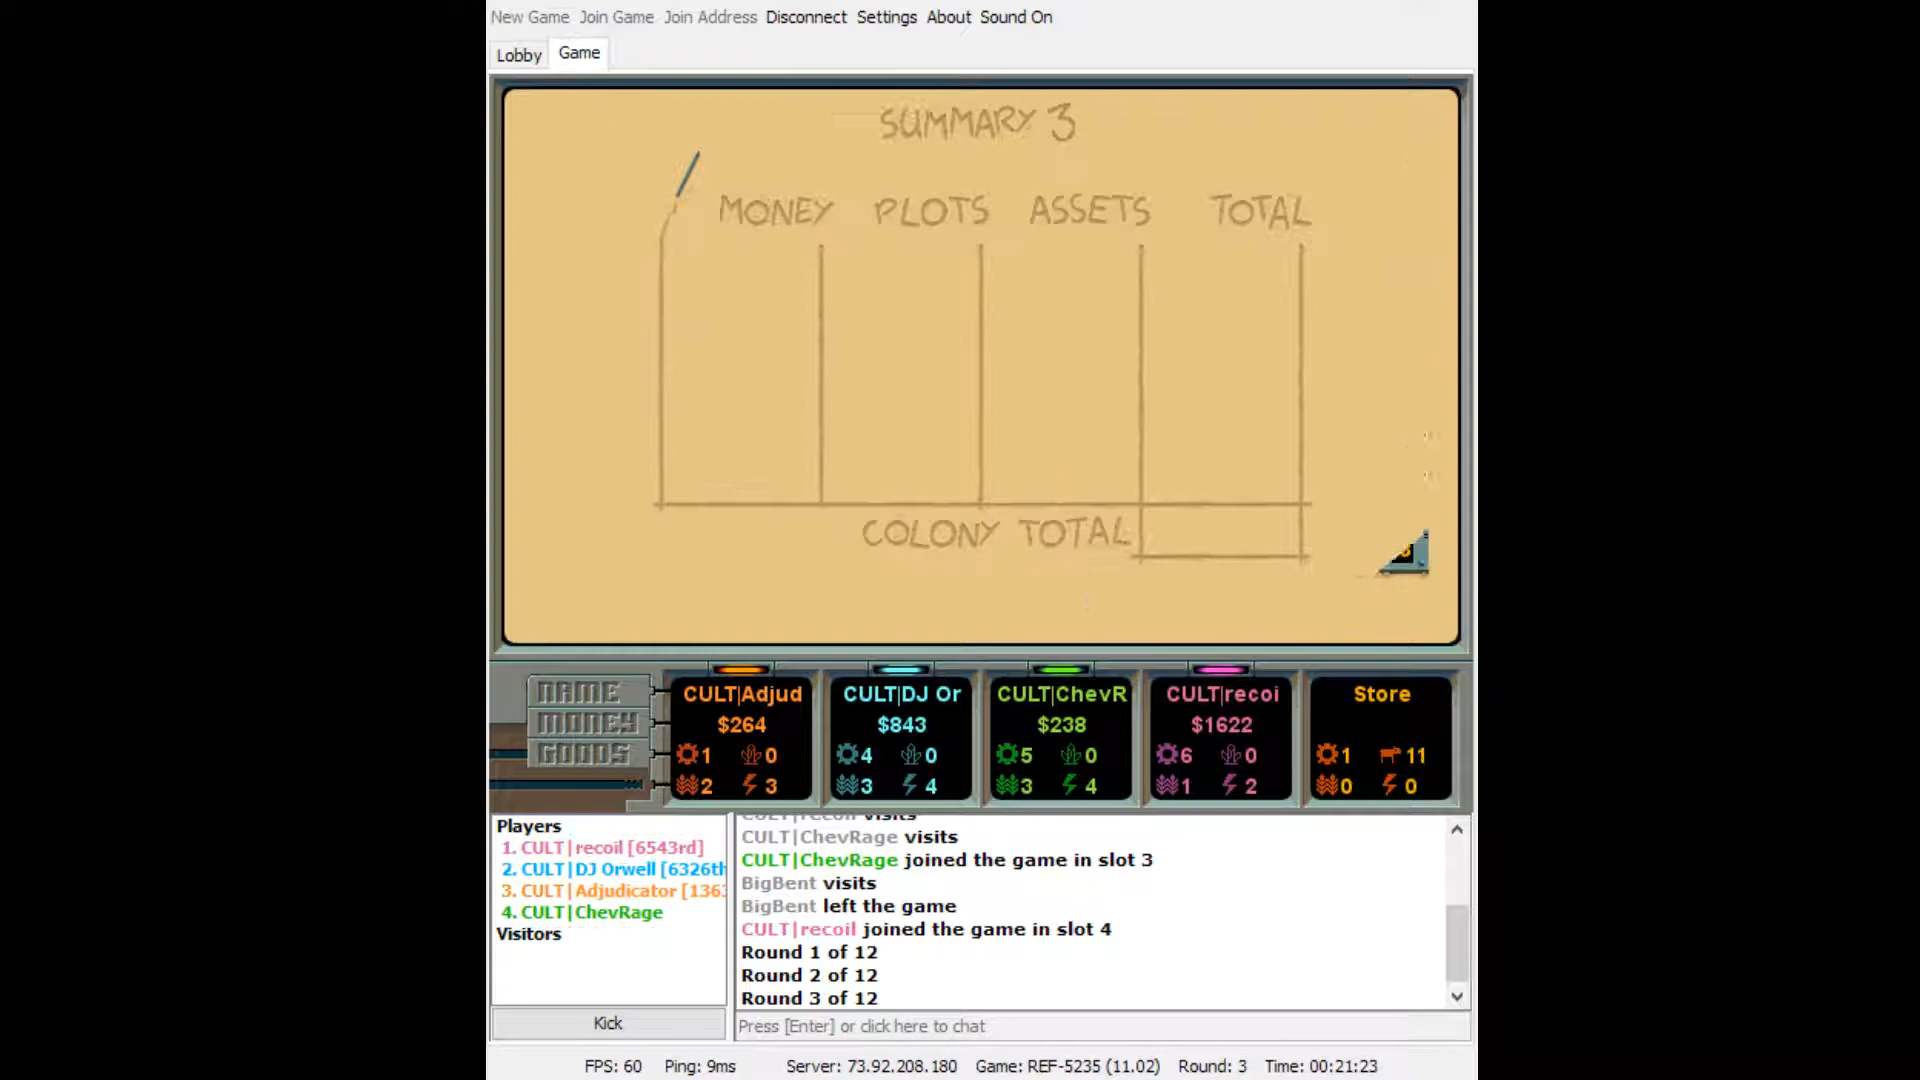 New Game Join Game Join Address Disconnect Settings About Sound On
Lobby Game
SUMMARY 3
MONEY PLOTS ASSETS TOTAL
COLONY TOTAL
NAME
MONEY
GOODS
CULT|Adjud
$264
1 0
2 3
CULT|DJ Or
$843
4 0
3 4
CULT|ChevR
$238
5 0
3 4
CULT|recoi
$1622
6 0
1 2
Store
1 11
0 0
Players
1. CULT|recoil [6543rd]
2. CULT|DJ Orwell [6326th
3. CULT|Adjudicator [136
4. CULT|ChevRage
Visitors
Kick
CULT|recoil visits
CULT|ChevRage visits
CULT|ChevRage joined the game in slot 3
BigBent visits
BigBent left the game
CULT|recoil joined the game in slot 4
Round 1 of 12
Round 2 of 12
Round 3 of 12
Press [Enter] or click here to chat
FPS: 60 Ping: 9ms Server: 73.92.208.180 Game: REF-5235 (11.02) Round: 3 Time: 00:21:23